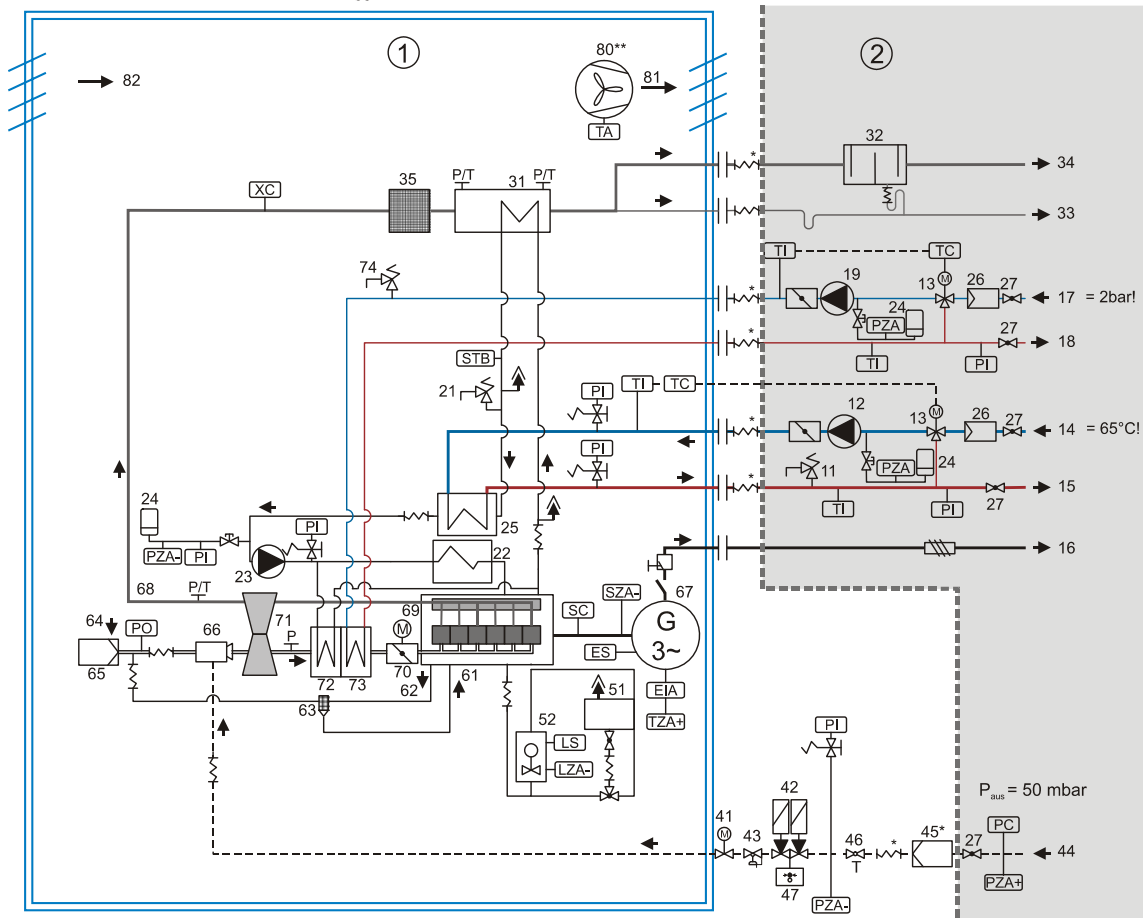 1
2
80**
82
81
TA
32
34
P/T
31
P/T
35
XC
33
74
TI
TC
19
13
M
26
27
17 = 2bar!
24
PZA
27
18
TI
PI
STB
21
PI
TI
TC
12
13
M
26
27
14 = 65°C!
PI
11
PZA
24
15
TI
PI
27
24
25
PI
22
16
PZA-
PI
23
68
P/T
SZA-
67
64
PO
66
71
P
69
M
SC
G
3~
65
70
ES
72
73
62
61
EIA
63
51
TZA+
52
LS
LZA-
PI
P aus = 50 mbar
41
M
43
42
46
*
45*
27
PC
44
47
PZA-
PZA+
*
*
*
*
*